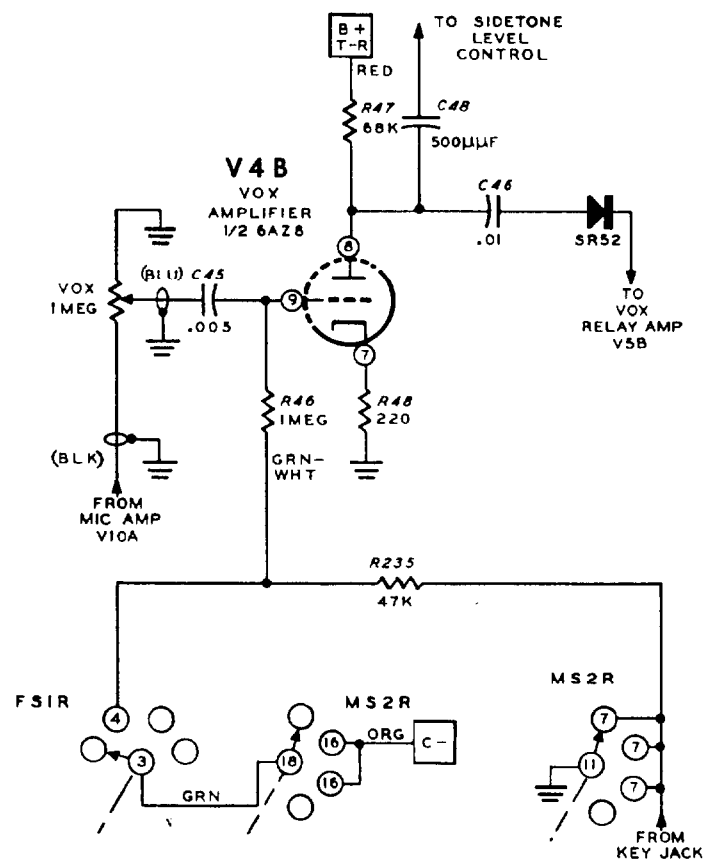 B+
T-R
RED
TO SIDETONE
LEVEL
CONTROL
R47
68K
C48
500µµF
V4B
VOX
AMPLIFIER
1/2 6AZ8
C46
.01
SR52
TO
VOX
RELAY AMP
V5B
8
9
7
VOX
1 MEG
(BLU)
C45
.005
R46
1MEG
R48
220
GRN-
WHT
(BLK)
FROM
MIC AMP
V10A
R235
47K
FS1R
4
3
GRN
MS2R
18
16
16
ORG
C-
MS2R
7
7
7
11
FROM
KEY JACK